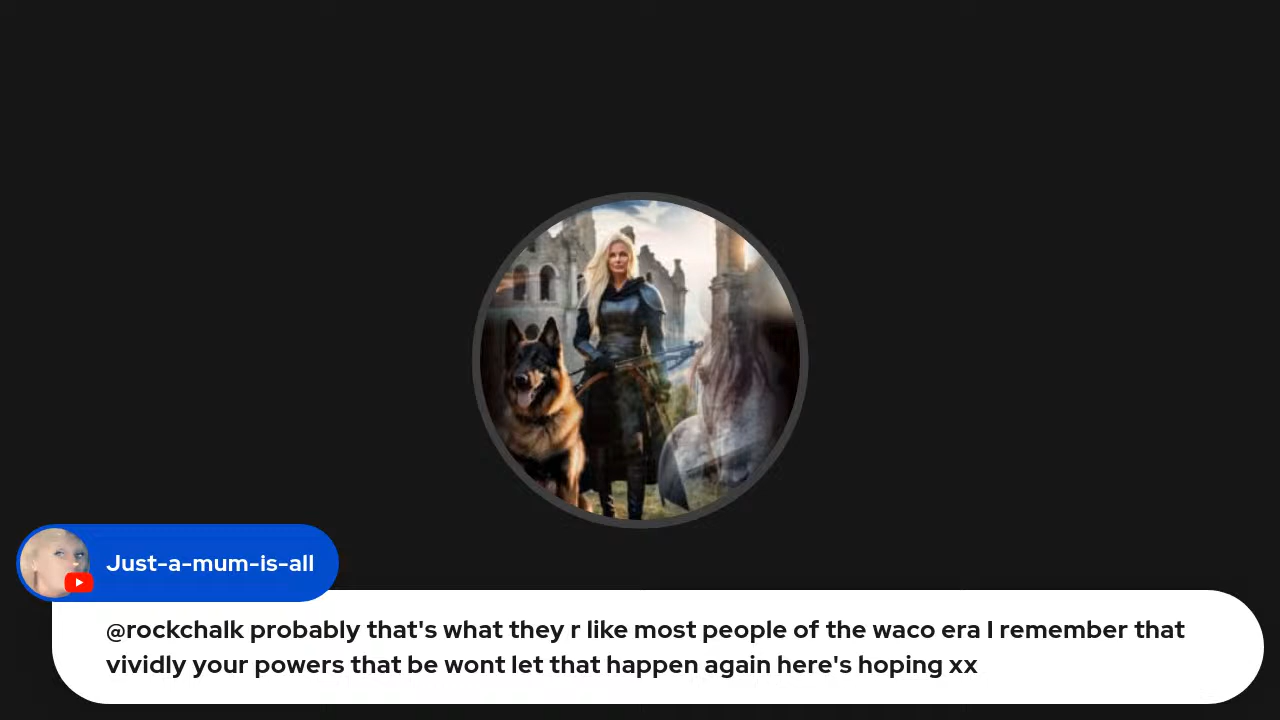 Just-a-mum-is-all
@rockchalk probably that's what they r like most people of the waco era I remember that
vividly your powers that be wont let that happen again here's hoping xx